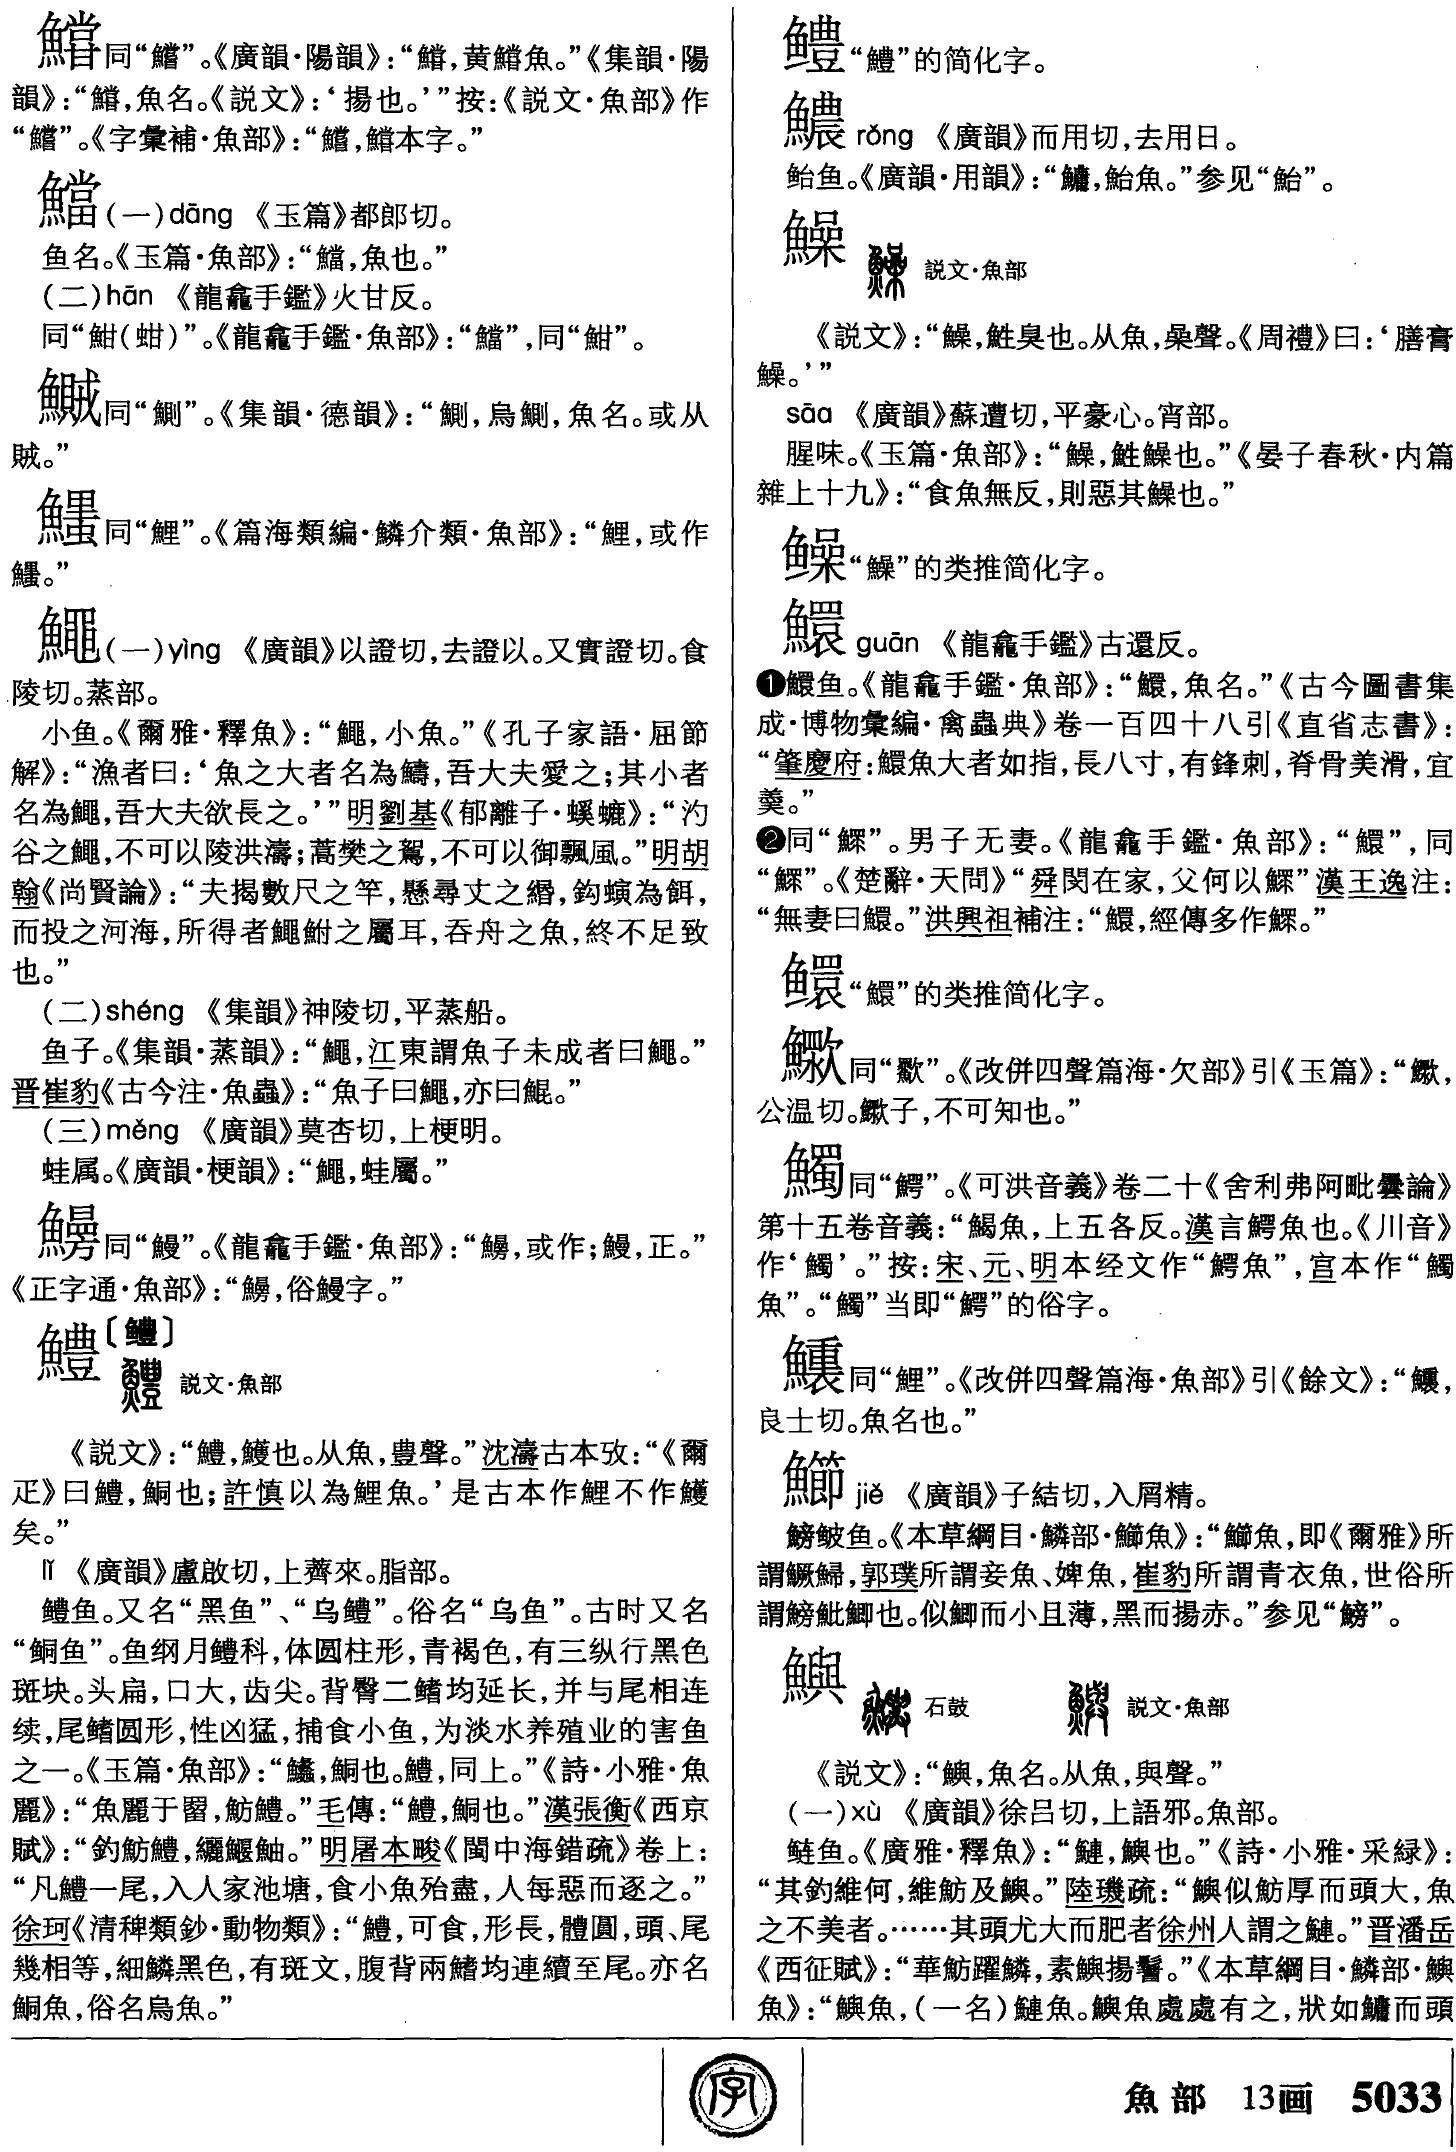 同“鱨”。《廣韻·陽韻》：“鱨，黄鱨魚。”《集韻·陽
韻》：“鱨，魚名。《説文》：‘揚也。’”按：《説文·魚部》作
“鱨”。《字彙補·魚部》：“鱨，鱨本字。”
(一)dāng 《玉篇》都郎切。
鱼名。《玉篇·魚部》：“鱨，魚也。”
(二)hān 《龍龕手鑑》火甘反。
同“魽(蚶)”。《龍龕手鑑·魚部》：“”，同“魽”。
鱡同“鰂”。《集韻·德韻》：“鰂，烏鰂，魚名。或从
賊。”
同“鯉”。《篇海類編·鱗介類·魚部》：“鯉，或作
。”
鱦(一)yìng 《廣韻》以證切，去證以。又實證切。食
陵切。蒸部。
小鱼。《爾雅·釋魚》：“鱦，小魚。”《孔子家語·屈節
解》：“漁者曰：‘魚之大者名為鱄，吾大夫愛之；其小者
名為鱦，吾大夫欲長之。’”明劉基《郁離子·螇螰》：“汋
谷之鱦，不可以陵洪濤；蒿樊之鴽，不可以御飄風。”明胡
翰《尚賢論》：“夫揭數尺之竿，懸尋丈之緡，鈎螾為餌，
而投之河海，所得者鱦鮒之屬耳，吞舟之魚，終不足致
也。”
(二)shéng 《集韻》神陵切，平蒸船。
鱼子。《集韻·蒸韻》：“鱦，江東謂魚子未成者曰鱦。”
晋崔豹《古今注·魚蟲》：“魚子曰鱦，亦曰鯤。”
(三)měng 《廣韻》莫杏切，上梗明。
蛙属。《廣韻·梗韻》：“鱦，蛙屬。”
同“鰻”。《龍龕手鑑·魚部》：“，或作；鰻，正。”
《正字通·魚部》：“，俗鰻字。”
鱧〔鳢〕
鱧 説文·魚部
《説文》：“鱧，鱯也。从魚，豊聲。”沈濤古本攷：“《爾
疋》曰鱧，鮦也；許慎以為鯉魚。’是古本作鯉不作鱯
矣。”
lǐ 《廣韻》盧啟切，上薺來。脂部。
鳢鱼。又名“黑鱼”、“乌鳢”。俗名“乌鱼”。古时又名
“鲖鱼”。鱼纲月鳢科，体圆柱形，青褐色，有三纵行黑色
斑块。头扁，口大，齿尖。背臀二鳍均延长，并与尾相连
续，尾鳍圆形，性凶猛，捕食小鱼，为淡水养殖业的害鱼
之一。《玉篇·魚部》：“鱺，鮦也。鱧，同上。”《詩·小雅·魚
麗》：“魚麗于罶，魴鱧。”毛傳：“鱧，鮦也。”漢張衡《西京
賦》：“釣魴鱧，纚鰋鮋。”明屠本畯《閩中海錯疏》卷上：
“凡鱧一尾，入人家池塘，食小魚殆盡，人每惡而逐之。”
徐珂《清稗類鈔·動物類》：“鱧，可食，形長，體圓，頭、尾
幾相等，細鱗黑色，有斑文，腹背兩鰭均連續至尾。亦名
鮦魚，俗名烏魚。”
鳢“鱧”的简化字。
rǒng 《廣韻》而用切，去用日。
鲐鱼。《廣韻·用韻》：“鱅，鮐魚。”参见“鮐”。
鱢
鱢 説文·魚部
《説文》：“鱢，鮏臭也。从魚，喿聲。《周禮》曰：‘膳膏
鱢。’”
sāo 《廣韻》蘇遭切，平豪心。宵部。
腥味。《玉篇·魚部》：“鱢，鮏鱢也。”《晏子春秋·内篇
雜上十九》：“食魚無反，則惡其鱢也。”
“鱢”的类推简化字。
鱞guān 《龍龕手鑑》古還反。
❶鱞鱼。《龍龕手鑑·魚部》：“鱞，魚名。”《古今圖書集
成·博物彙編·禽蟲典》卷一百四十八引《直省志書》：
“肇慶府：鱞魚大者如指，長八寸，有鋒刺，脊骨美滑，宜
羹。”
❷同“鰥”。男子无妻。《龍龕手鑑·魚部》：“鱞”，同
“鰥”。《楚辭·天問》“舜閔在家，父何以鰥”漢王逸注：
“無妻曰鱞。”洪興祖補注：“鱞，經傳多作鰥。”
“鱞”的类推简化字。
同“”。《改併四聲篇海·欠部》引《玉篇》：“，
公温切。子，不可知也。”
同“鰐”。《可洪音義》卷二十《舍利弗阿毗曇論》
第十五卷音義：“魚，上五各反。漢言鰐魚也。《川音》
作‘’。”按：宋、元、明本经文作“鰐魚”，宫本作“
魚”。“”当即“鰐”的俗字。
同“鯉”。《改併四聲篇海·魚部》引《餘文》：“，
良士切。魚名也。”
jiě 《廣韻》子結切，入屑精。
鳑鲏鱼。《本草綱目·鱗部·鯽魚》：“魚，即《爾雅》所
謂鱖鯞，郭璞所謂妾魚、婢魚，崔豹所謂青衣魚，世俗所
謂鰟魮鯽也。似鯽而小且薄，黑而揚赤。”参见“鰟”。
鱮
石鼓 説文·魚部
《説文》：“鱮，魚名。从魚，與聲。”
(一)xù 《廣韻》徐吕切，上語邪。魚部。
鲢鱼。《廣雅·釋魚》：“鰱，鱮也。”《詩·小雅·采緑》：
“其釣維何，維魴及鱮。”陸璣疏：“鱮似魴厚而頭大，魚
之不美者。……其頭尤大而肥者徐州人謂之鰱。”晋潘岳
《西征賦》：“華魴躍鱗，素鱮揚鬐。”《本草綱目·鱗部·鱮
魚》：“鱮魚，(一名)鰱魚。鱮魚處處有之，狀如鱅而頭
字
魚部 13画 5033